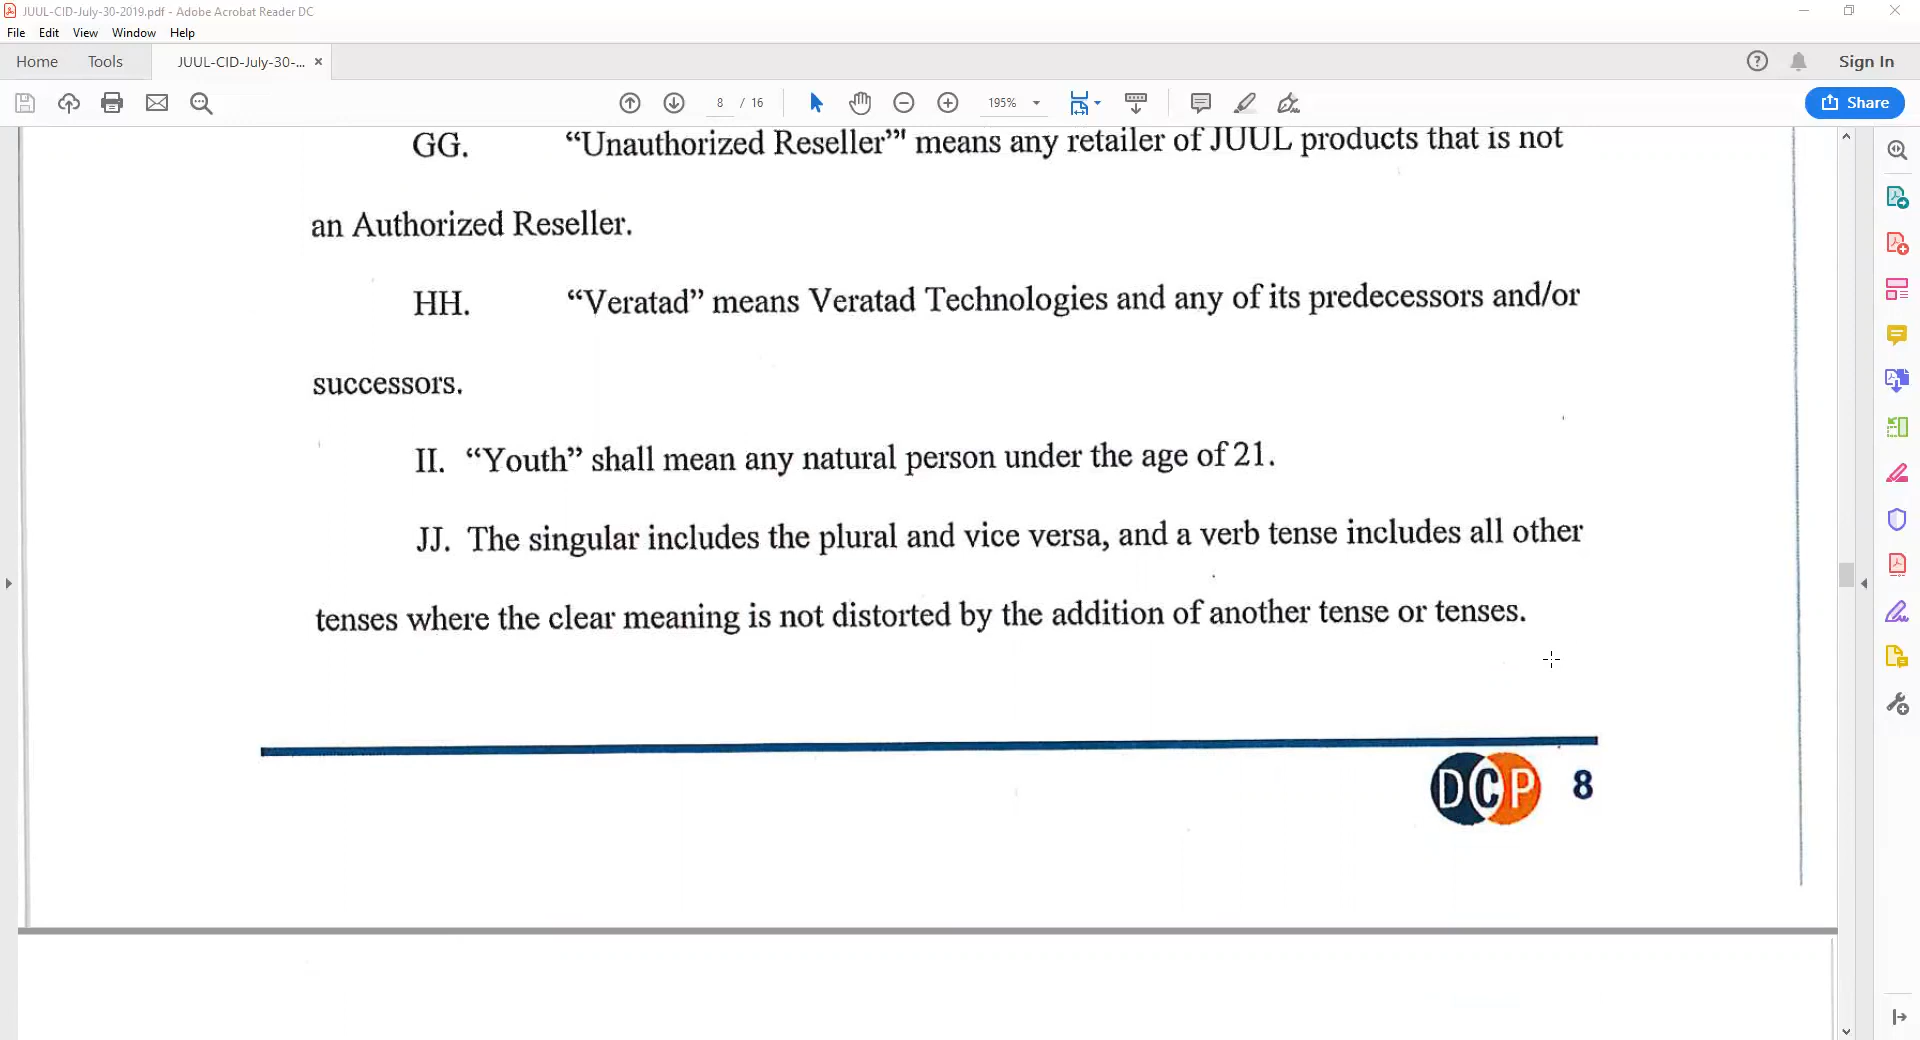 JUUL-CID-July-30-2019.pdf - Adobe Acrobat Reader DC
File Edit View Window Help
Home Tools JUUL-CID-July-30-... ×
Sign In
8 / 16
195%
Share
GG. “Unauthorized Reseller”' means any retailer of JUUL products that is not
an Authorized Reseller.
HH. “Veratad” means Veratad Technologies and any of its predecessors and/or
successors.
II. “Youth” shall mean any natural person under the age of 21.
JJ. The singular includes the plural and vice versa, and a verb tense includes all other
tenses where the clear meaning is not distorted by the addition of another tense or tenses.
DCP 8